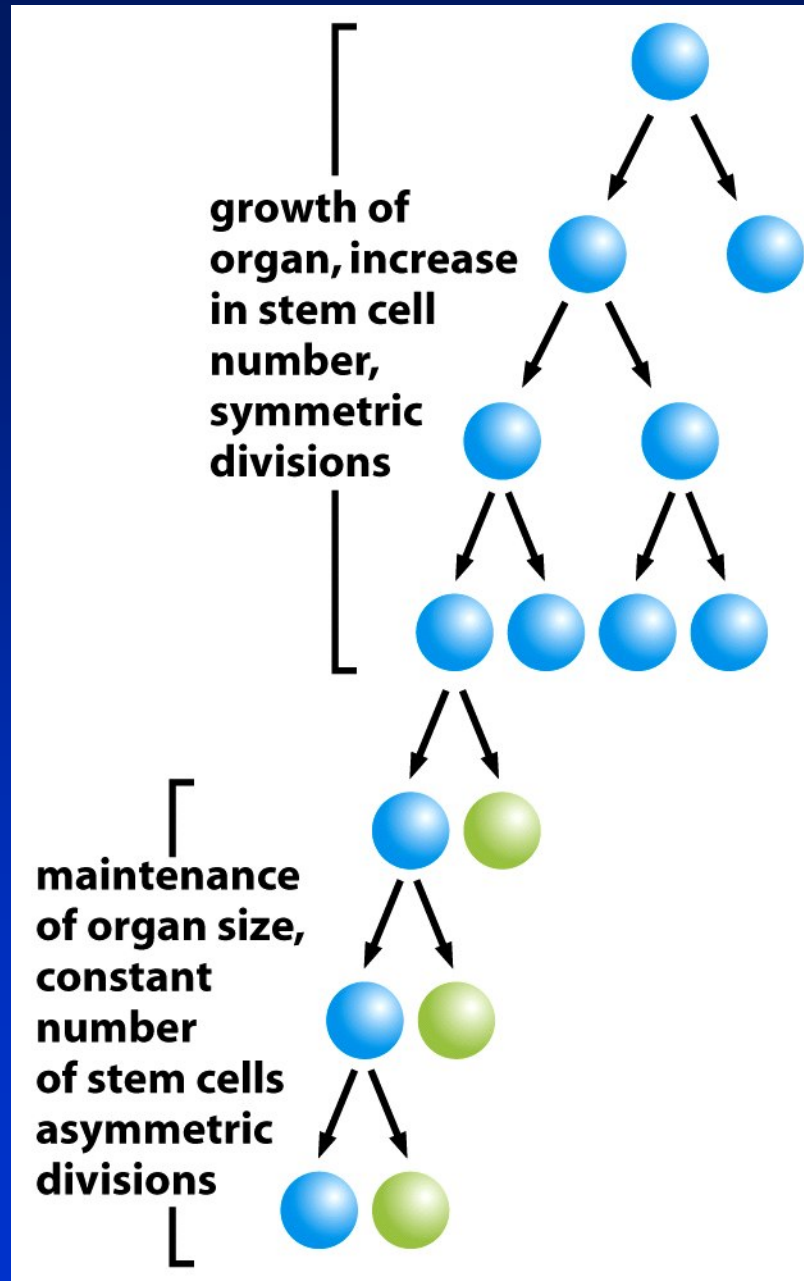 growth of
organ, increase
in stem cell
number,
symmetric
divisions
maintenance
of organ size,
constant
number
of stem cells
asymmetric
divisions